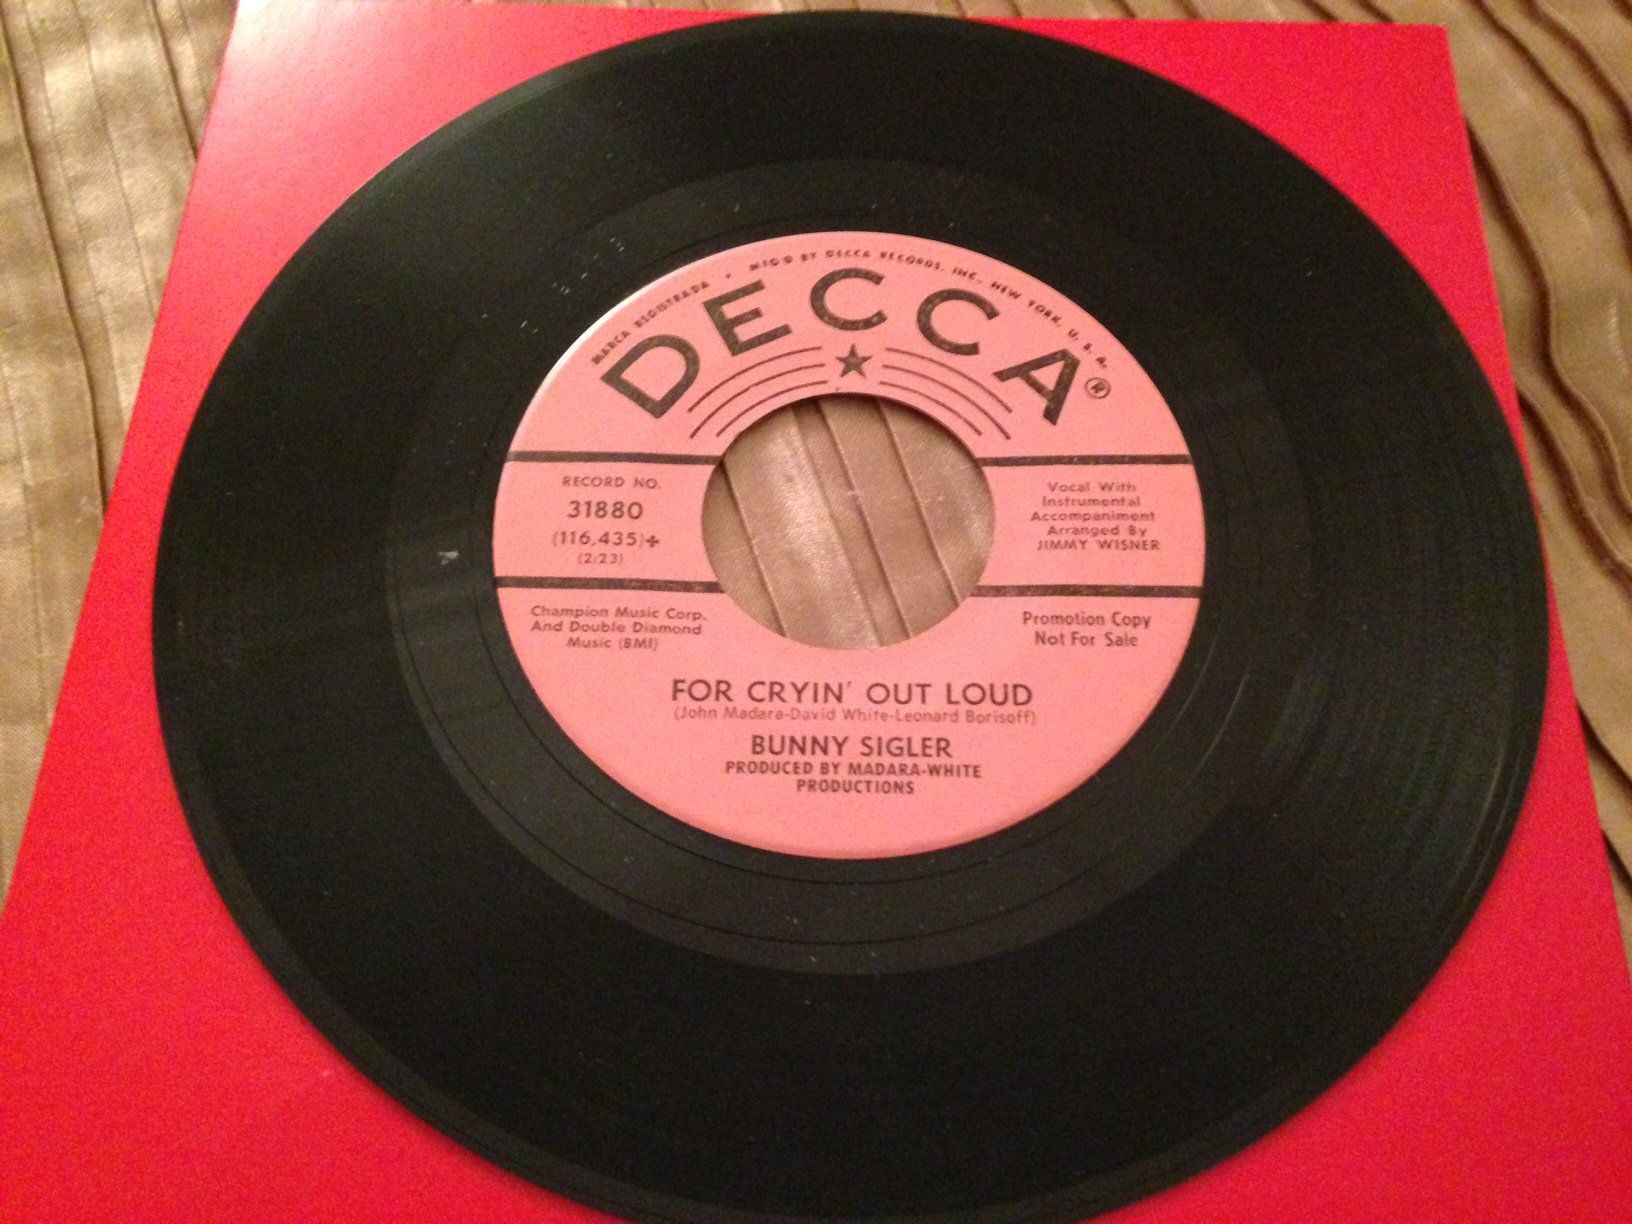 MARCA REGISTRADA • MFG'D BY DECCA RECORDS, INC., NEW YORK, U. S. A.
DECCA®
RECORD NO.
31880
(116,435)+
(2:23)
Vocal With
Instrumental
Accompaniment
Arranged By
JIMMY WISNER
Champion Music Corp.
And Double Diamond
Music (BMI)
Promotion Copy
Not For Sale
FOR CRYIN' OUT LOUD
(John Madara-David White-Leonard Borisoff)
BUNNY SIGLER
PRODUCED BY MADARA-WHITE
PRODUCTIONS